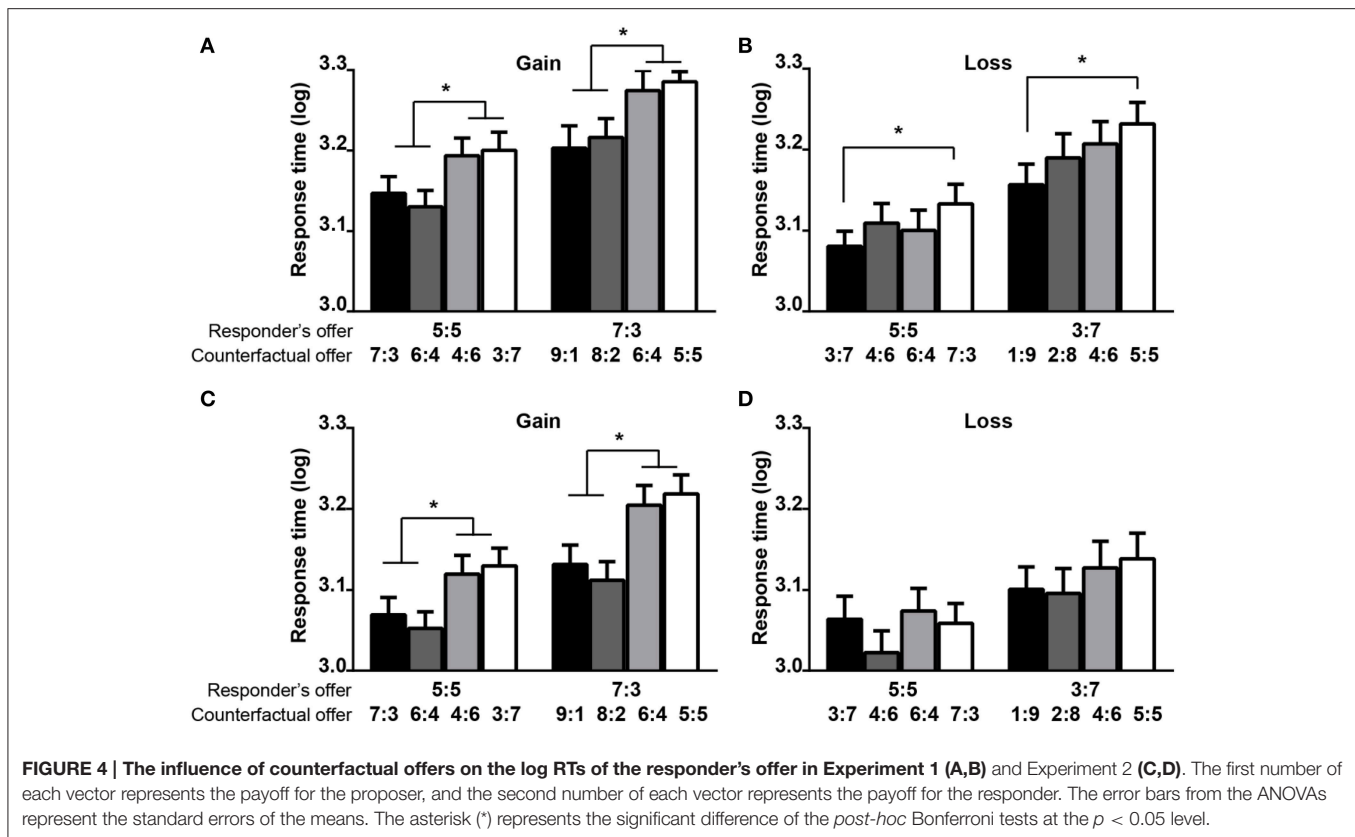 A
Gain
*
*
Response time (log)
3.3
3.2
3.1
3.0
Responder's offer 5:5 7:3
Counterfactual offer 7:3 6:4 4:6 3:7 9:1 8:2 6:4 5:5
B
Loss
*
*
Response time (log)
3.3
3.2
3.1
3.0
5:5 3:7
3:7 4:6 6:4 7:3 1:9 2:8 4:6 5:5
C
Gain
*
*
Response time (log)
3.3
3.2
3.1
3.0
Responder's offer 5:5 7:3
Counterfactual offer 7:3 6:4 4:6 3:7 9:1 8:2 6:4 5:5
D
Loss
Response time (log)
3.3
3.2
3.1
3.0
5:5 3:7
3:7 4:6 6:4 7:3 1:9 2:8 4:6 5:5
FIGURE 4 | The influence of counterfactual offers on the log RTs of the responder's offer in Experiment 1 (A,B) and Experiment 2 (C,D). The first number of
each vector represents the payoff for the proposer, and the second number of each vector represents the payoff for the responder. The error bars from the ANOVAs
represent the standard errors of the means. The asterisk (*) represents the significant difference of the post-hoc Bonferroni tests at the p < 0.05 level.